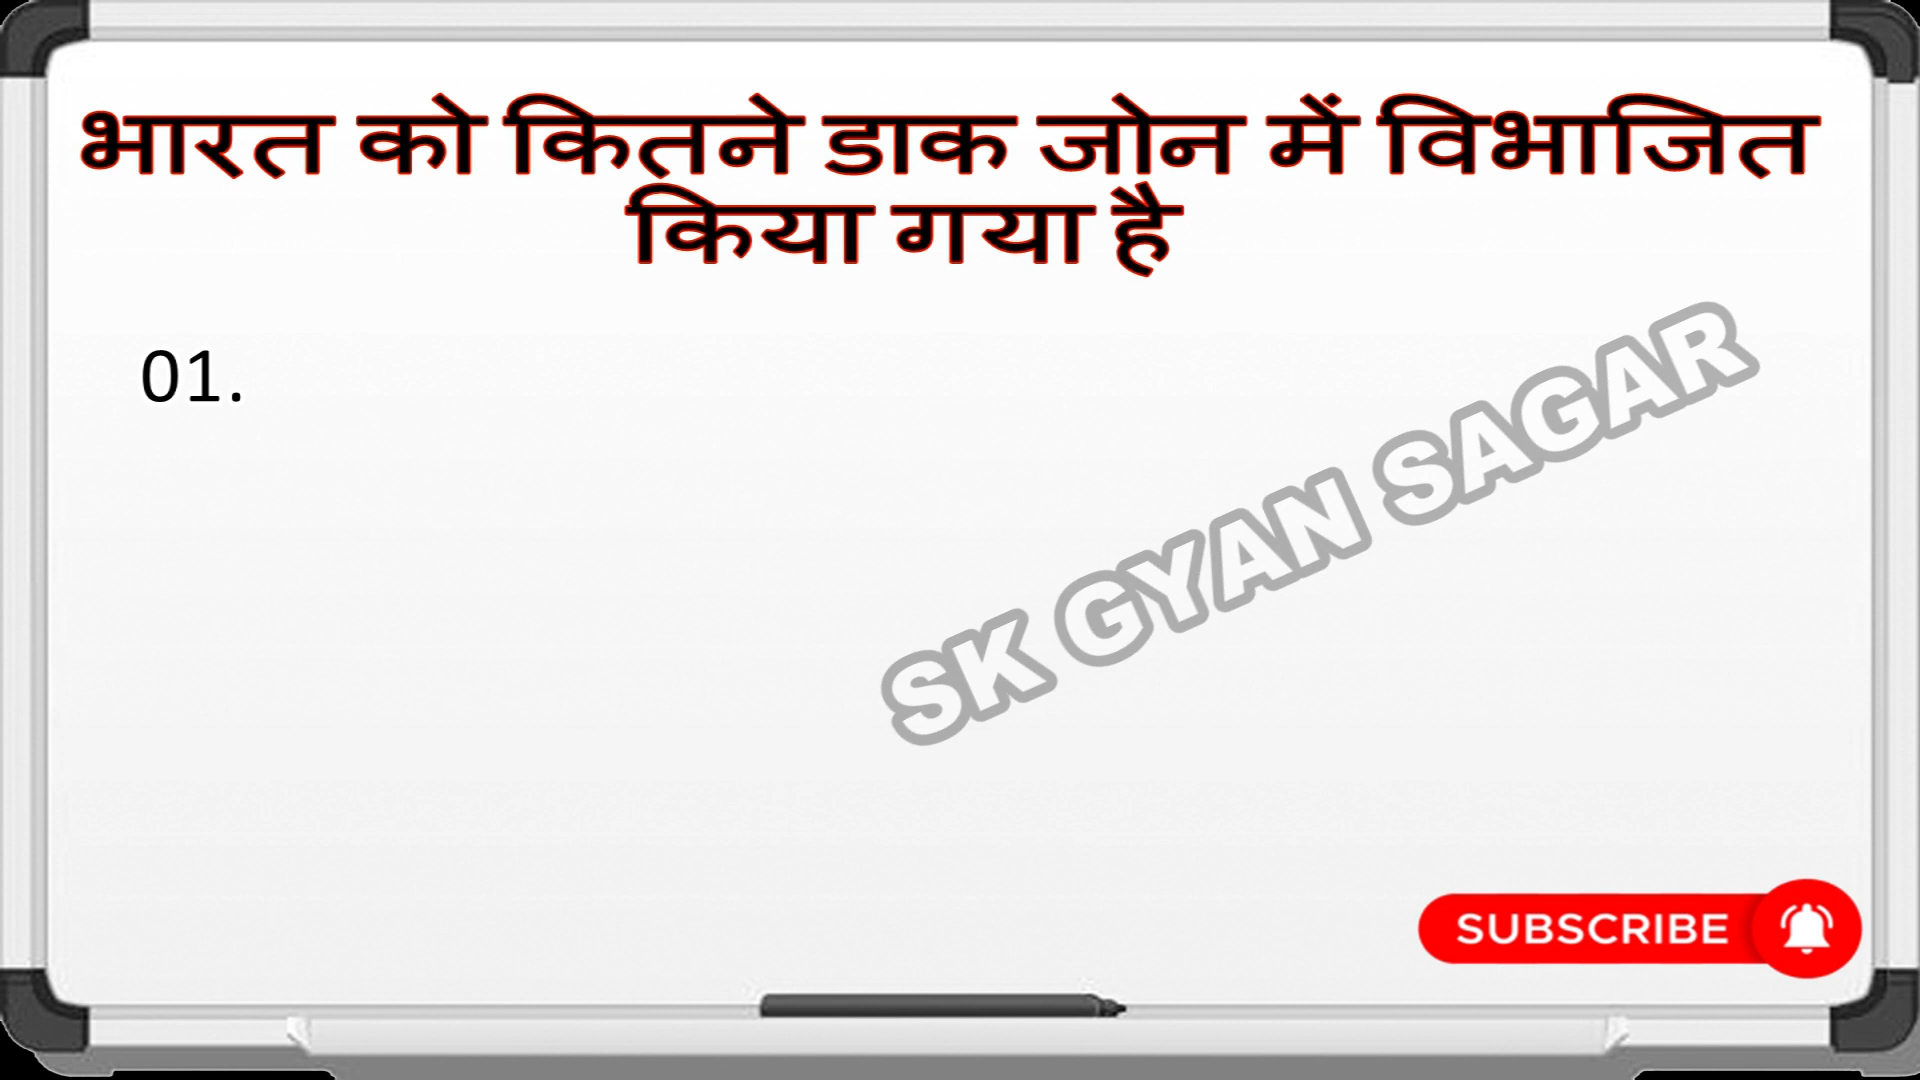 भारत को कितने डाक जोन में विभाजित
किया गया है
01.
SK GYAN SAGAR
SUBSCRIBE